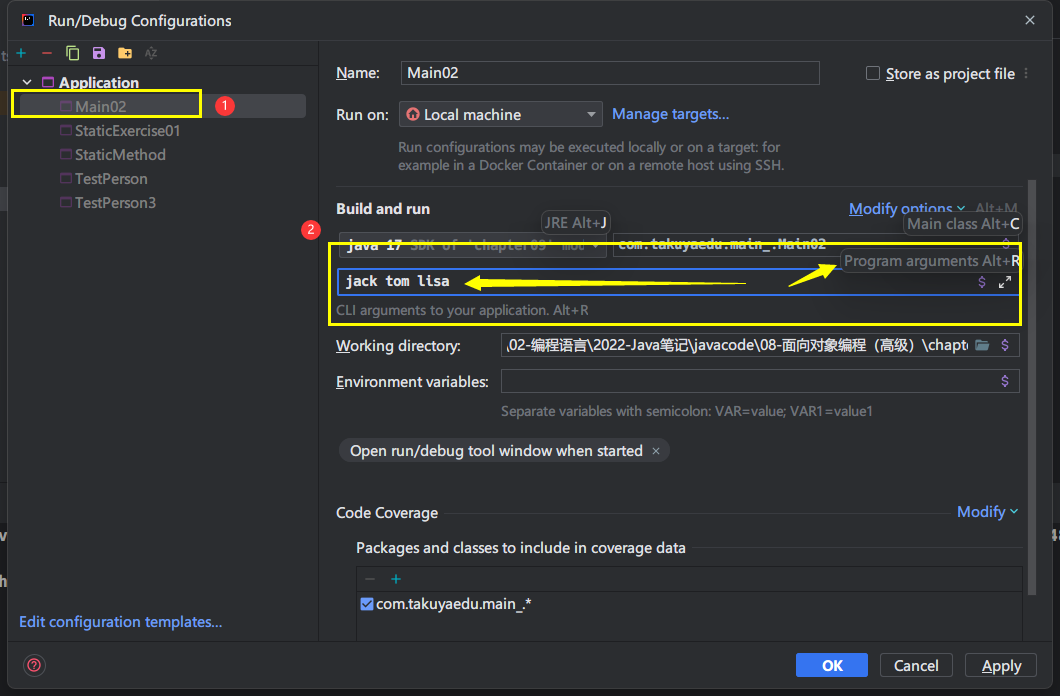 Run/Debug Configurations
Application
Main02
1
StaticExercise01
StaticMethod
TestPerson
TestPerson3
Edit configuration templates...
Name:
Main02
Store as project file
Run on:
Local machine
Manage targets...
Run configurations may be executed locally or on a target: for
example in a Docker Container or on a remote host using SSH.
Build and run
Modify options
Alt+M
2
JRE Alt+J
Main class Alt+C
java 17 SDK of 'chapter09' mod
com.takuyaedu.main_.Main02
Program arguments Alt+R
jack tom lisa
CLI arguments to your application. Alt+R
Working directory:
\02-编程语言\2022-Java笔记\javacode\08-面向对象编程（高级）\chapte
Environment variables:
Separate variables with semicolon: VAR=value; VAR1=value1
Open run/debug tool window when started
Code Coverage
Modify
Packages and classes to include in coverage data
com.takuyaedu.main_.*
OK
Cancel
Apply